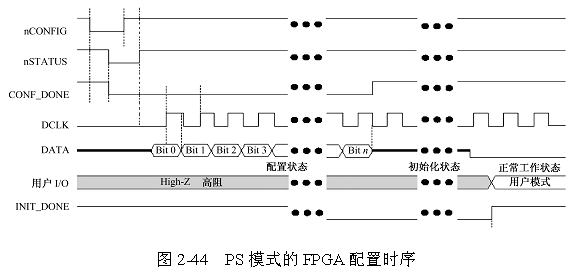 nCONFIG
nSTATUS
CONF_DONE
DCLK
DATA
Bit 0 Bit 1 Bit 2 Bit 3 Bit n
配置状态 初始化状态 正常工作状态
用户 I/O
High-Z 高阻 用户模式
INIT_DONE
图 2-44 PS 模式的 FPGA 配置时序